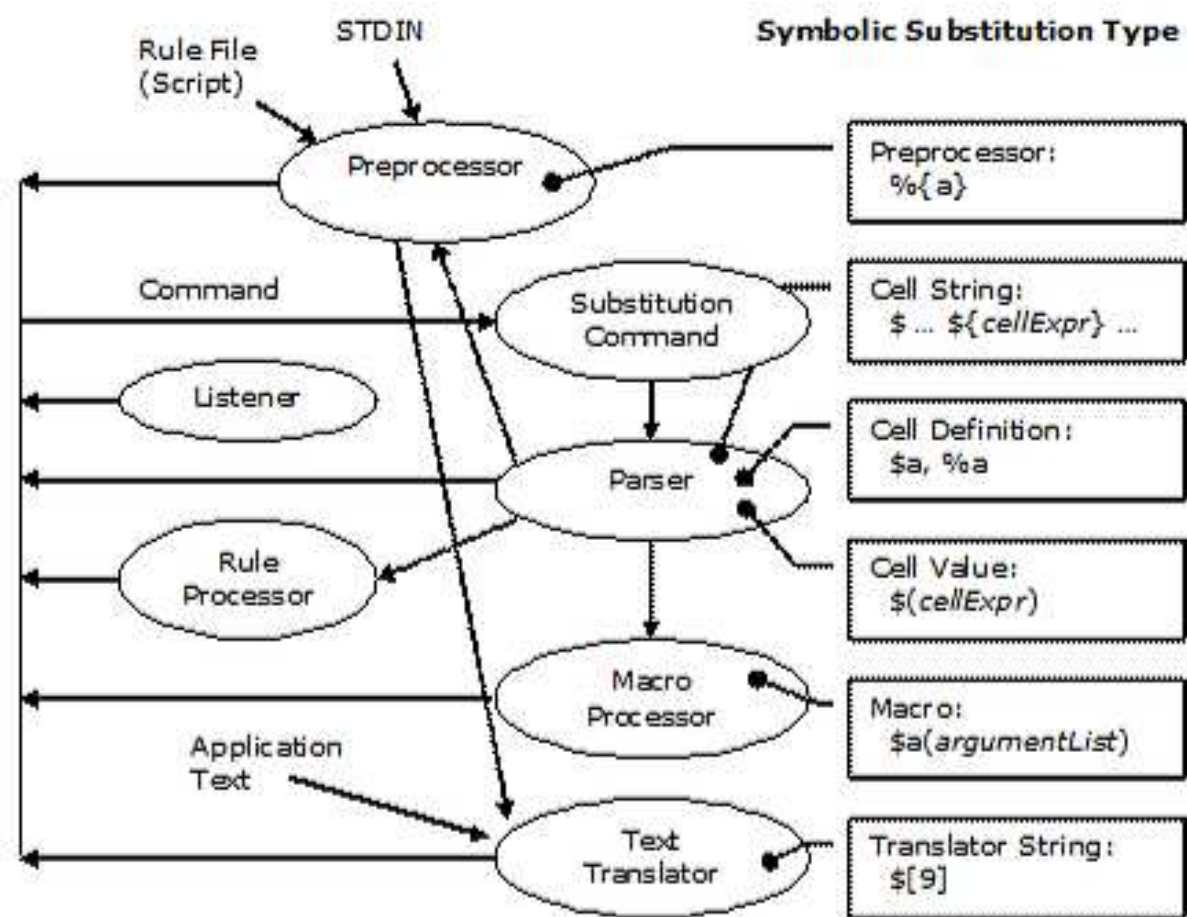 STDIN
Symbolic Substitution Type
Rule File
(Script)
Preprocessor
Preprocessor:
%{a}
Command
Substitution
Command
Cell String:
$ ... ${cellExpr} ...
Listener
Cell Definition:
$a, %a
Parser
Rule
Processor
Cell Value:
$(cellExpr)
Macro
Processor
Macro:
$a(argumentList)
Application
Text
Text
Translator
Translator String:
$[9]